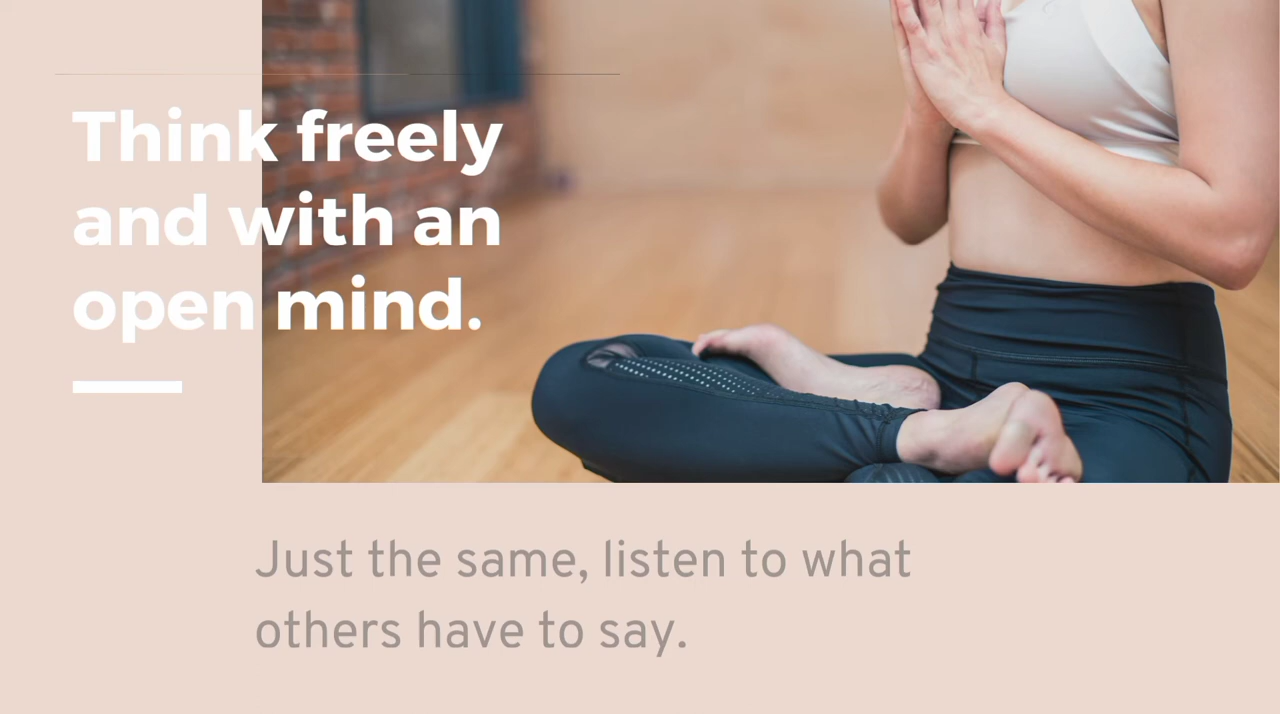 Think freely
and with an
open mind.
Just the same, listen to what
others have to say.